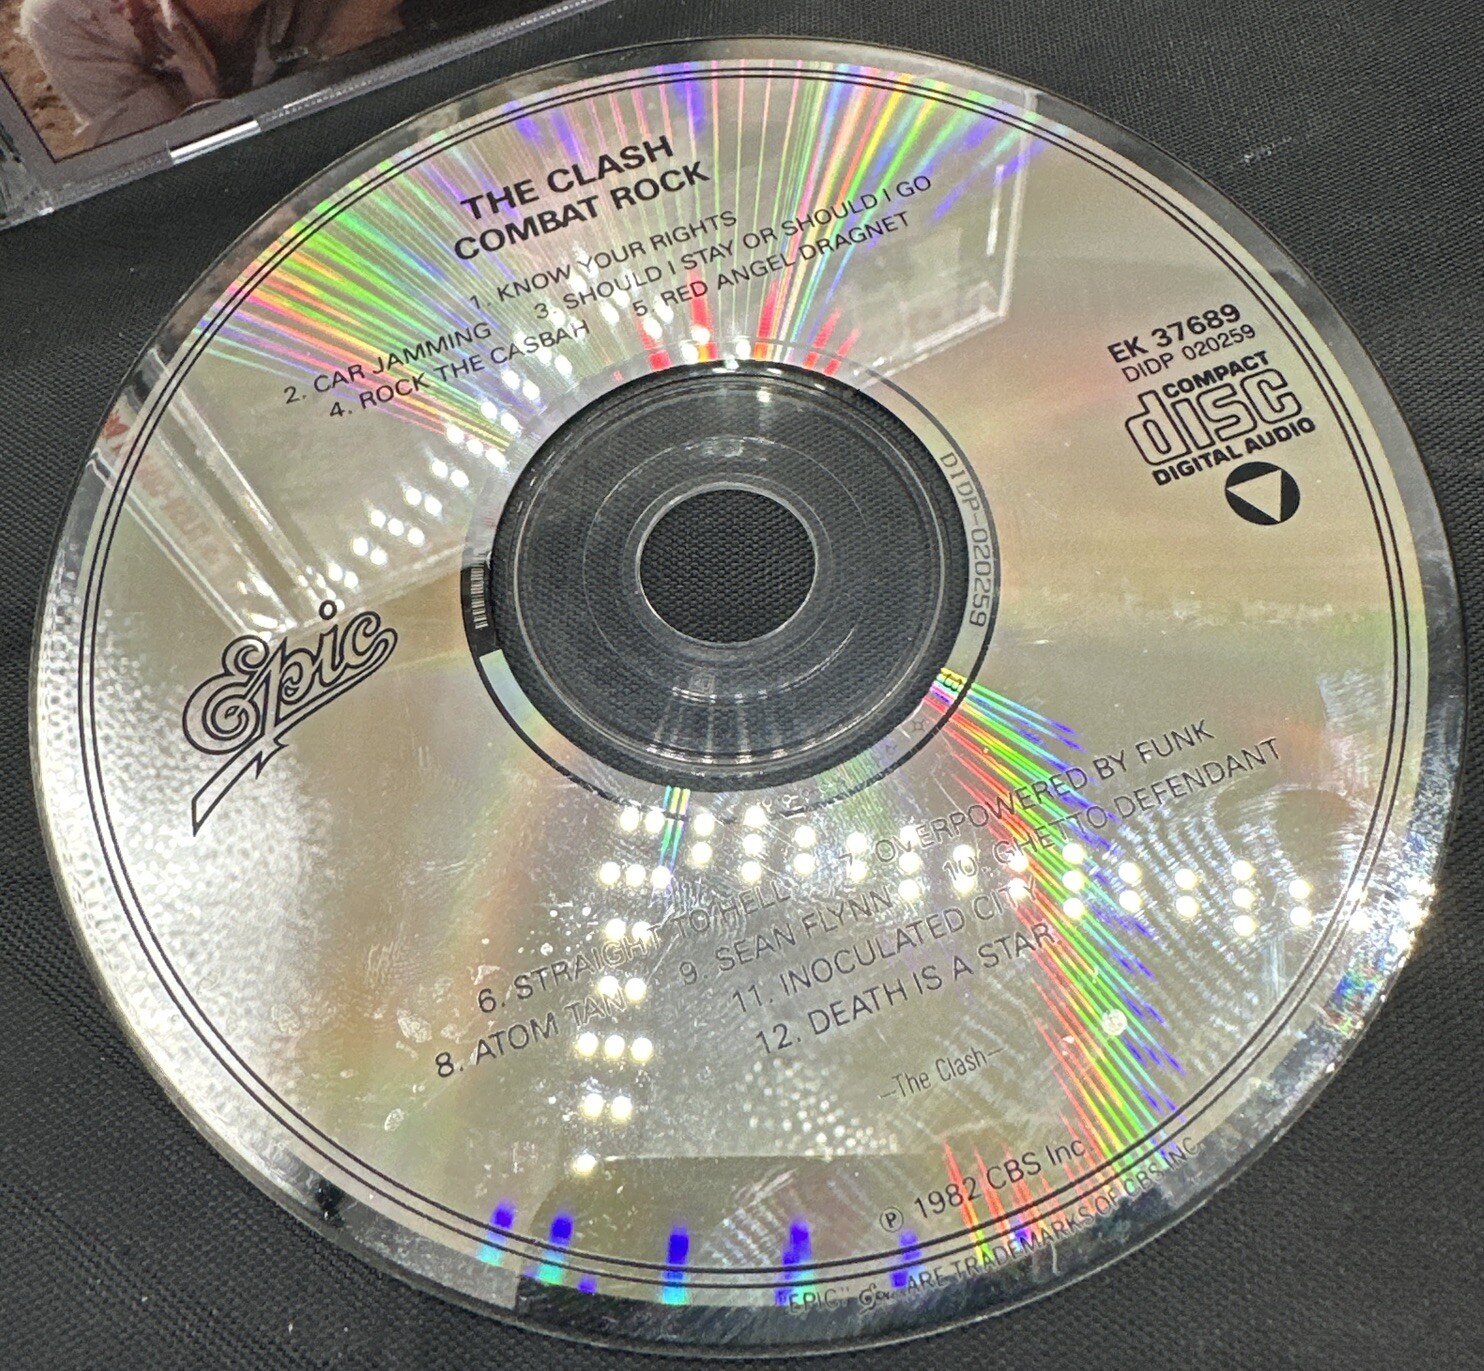 THE CLASH
COMBAT ROCK
1. KNOW YOUR RIGHTS
2. CAR JAMMING 3. SHOULD I STAY OR SHOULD I GO
4. ROCK THE CASBAH 5. RED ANGEL DRAGNET
EK 37689
DIDP 020259
COMPACT
disc
DIGITAL AUDIO
DIDP-020259
Epic
6. STRAIGHT TO HELL 7. OVERPOWERED BY FUNK
8. ATOM TAN 9. SEAN FLYNN 10. GHETTO DEFENDANT
11. INOCULATED CITY
12. DEATH IS A STAR
—The Clash—
℗ 1982 CBS Inc.
"EPIC," Epic ARE TRADEMARKS OF CBS INC.